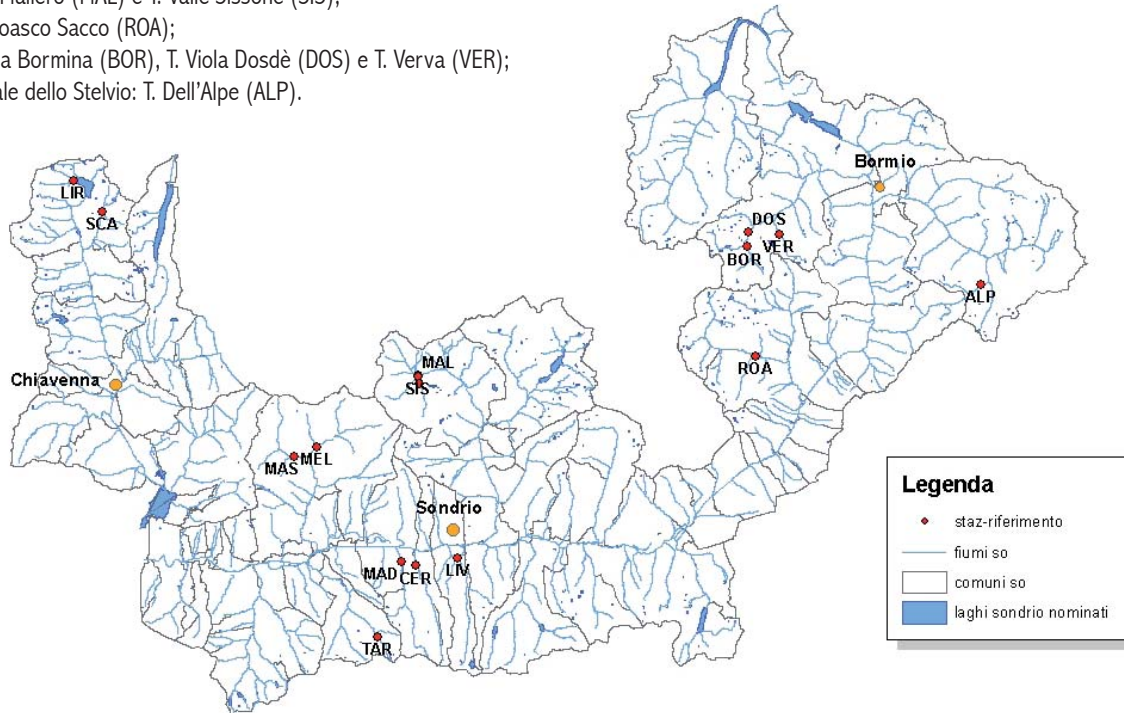 Mallero (MAL) e T. Valle Sissone (SIS);
oasco Sacco (ROA);
a Bormina (BOR), T. Viola Dosdè (DOS) e T. Verva (VER);
ale dello Stelvio: T. Dell'Alpe (ALP).
Bormio
LIR
SCA
DOS
VER
BOR
ALP
MAL
SIS
ROA
Chiavenna
MAS
MEL
Sondrio
MAD
CER
LIV
TAR
Legenda
staz-riferimento
fiumi so
comuni so
laghi sondrio nominati